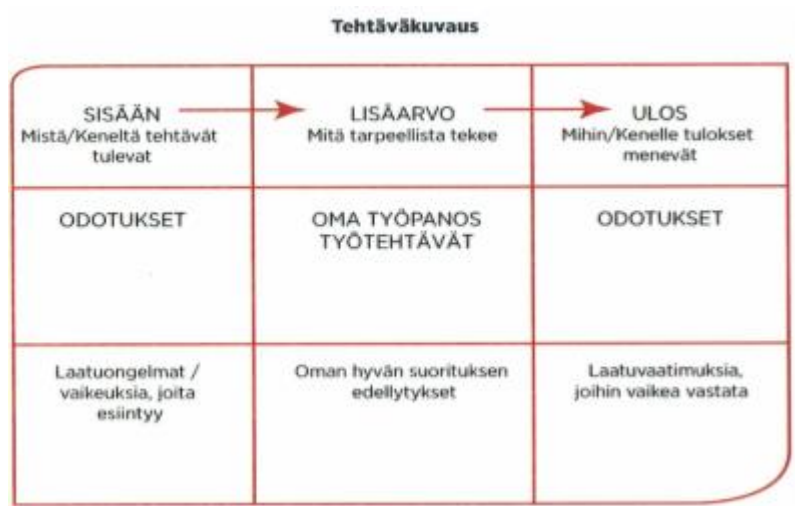 Tehtäväkuvaus
SISÄÄN
Mistä/Keneltä tehtävät
tulevat
LISÄARVO
Mitä tarpeellista tekee
ULOS
Mihin/Kenelle tulokset
menevät
ODOTUKSET
OMA TYÖPANOS
TYÖTEHTÄVÄT
ODOTUKSET
Laatuongelmat /
vaikeuksia, joita
esiintyy
Oman hyvän suorituksen
edellytykset
Laatuvaatimuksia,
joihin vaikea vastata